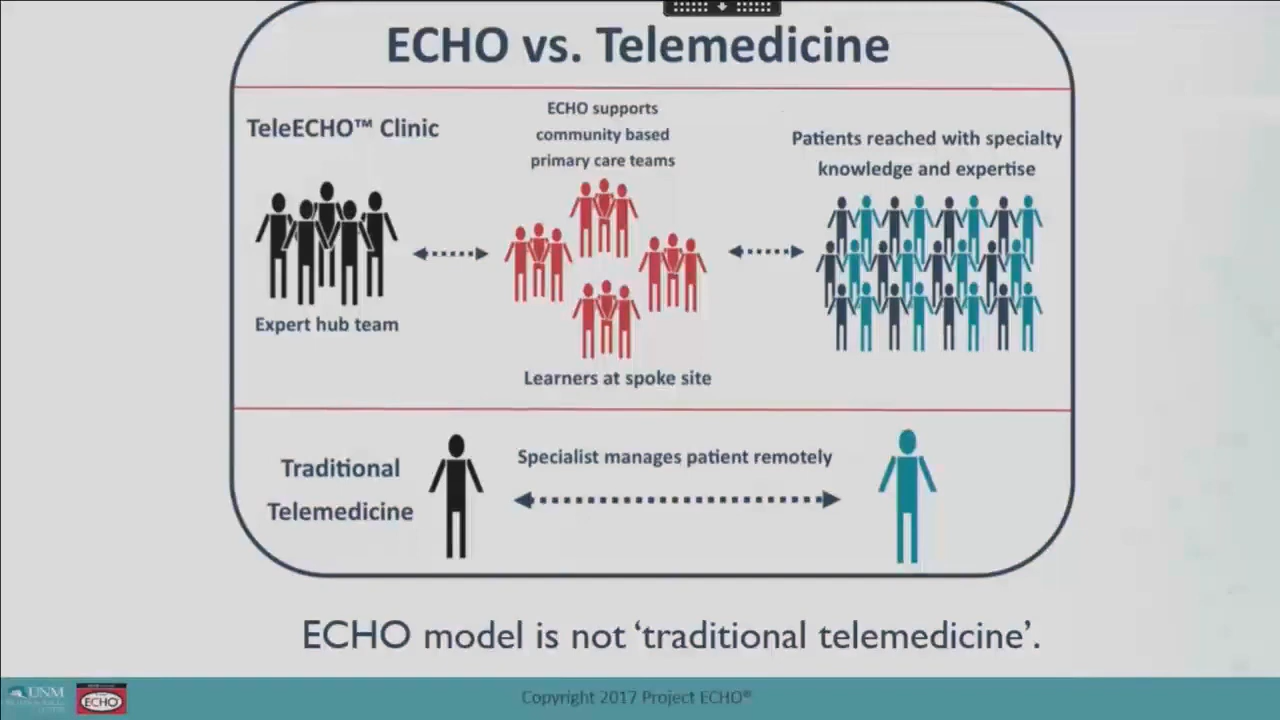 ECHO vs. Telemedicine
TeleECHO™ Clinic
ECHO supports
community based
primary care teams
Patients reached with specialty
knowledge and expertise
Expert hub team
Learners at spoke site
Traditional
Telemedicine
Specialist manages patient remotely
ECHO model is not ‘traditional telemedicine’.
UNM
ECHO
Copyright 2017 Project ECHO®